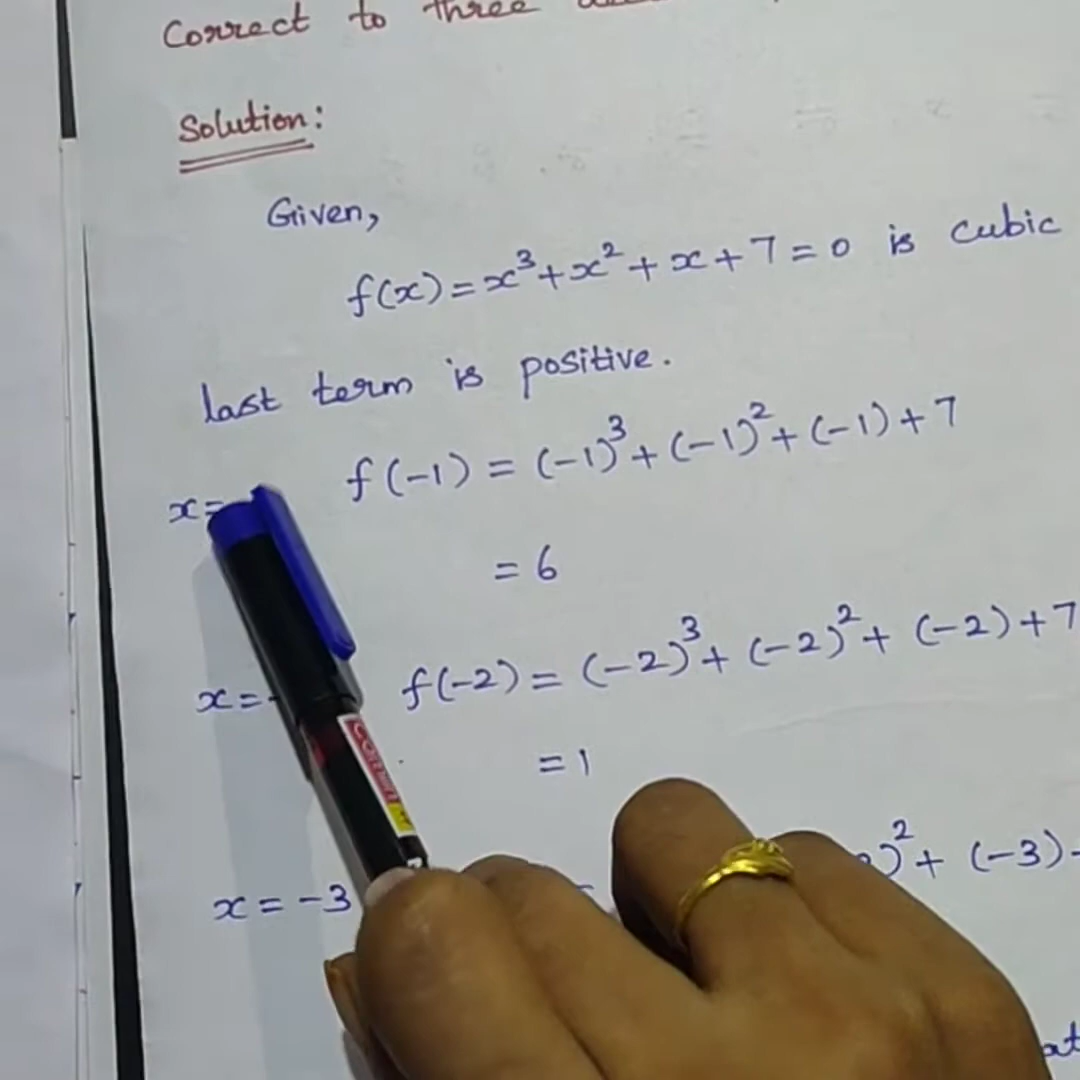 Correct to three
Solution:
Given,
f(x) = x³ + x² + x + 7 = 0 is cubic
last term is positive.
x = f(-1) = (-1)³ + (-1)² + (-1) + 7
= 6
x = - f(-2) = (-2)³ + (-2)² + (-2) + 7
= 1
x = -3 )² + (-3)